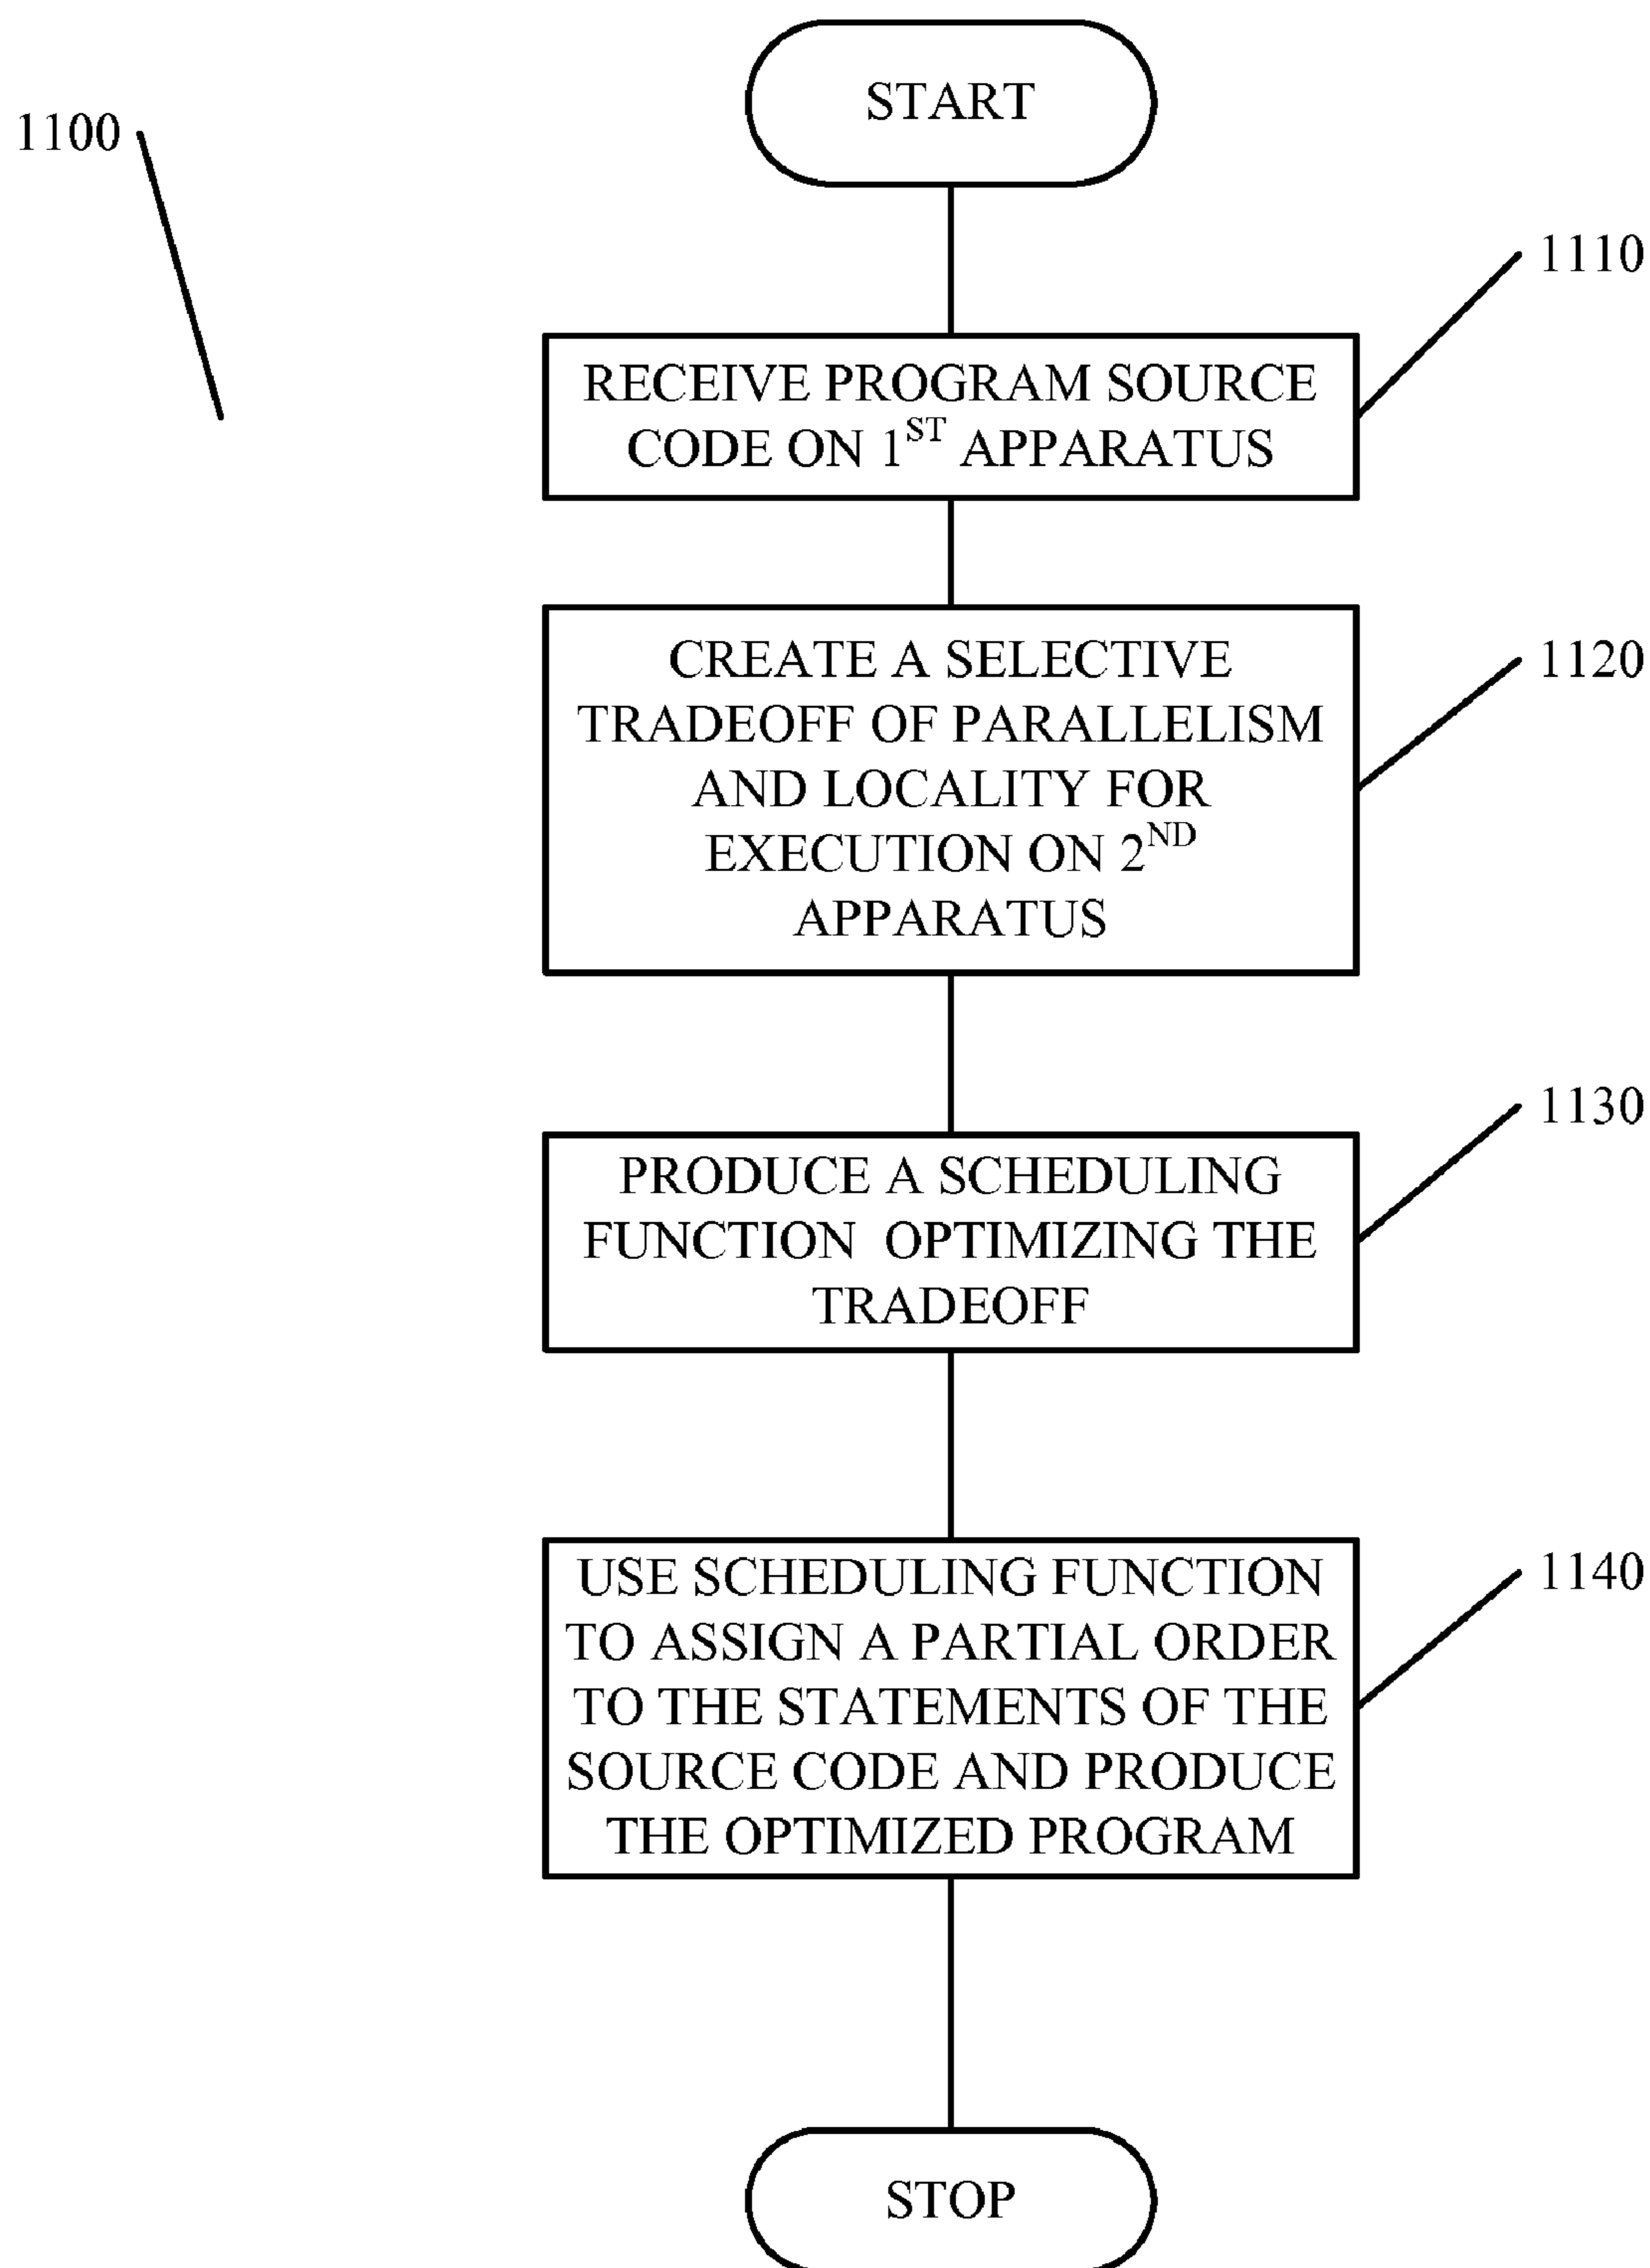 START
1100
1110
RECEIVE PROGRAM SOURCE
CODE ON 1ST APPARATUS
CREATE A SELECTIVE
TRADEOFF OF PARALLELISM
AND LOCALITY FOR
EXECUTION ON 2ND
APPARATUS
1120
PRODUCE A SCHEDULING
FUNCTION OPTIMIZING THE
TRADEOFF
1130
USE SCHEDULING FUNCTION
TO ASSIGN A PARTIAL ORDER
TO THE STATEMENTS OF THE
SOURCE CODE AND PRODUCE
THE OPTIMIZED PROGRAM
1140
STOP